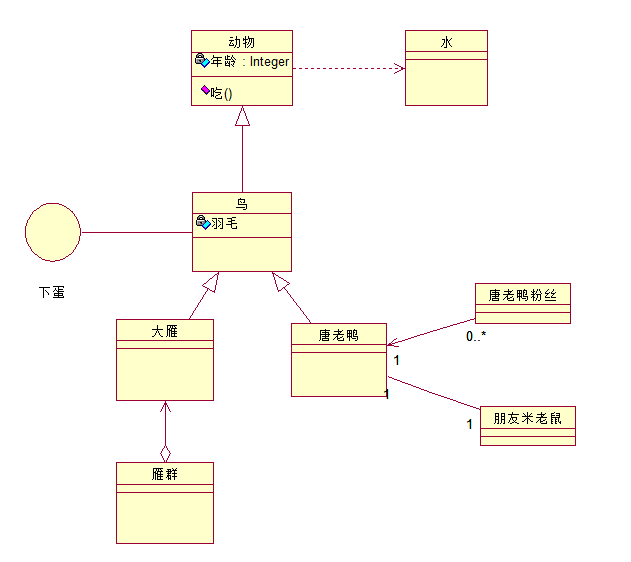 动物
年龄 : Integer
吃()
水
鸟
羽毛
下蛋
大雁
唐老鸭
唐老鸭粉丝
0..*
1
1
1
朋友米老鼠
雁群